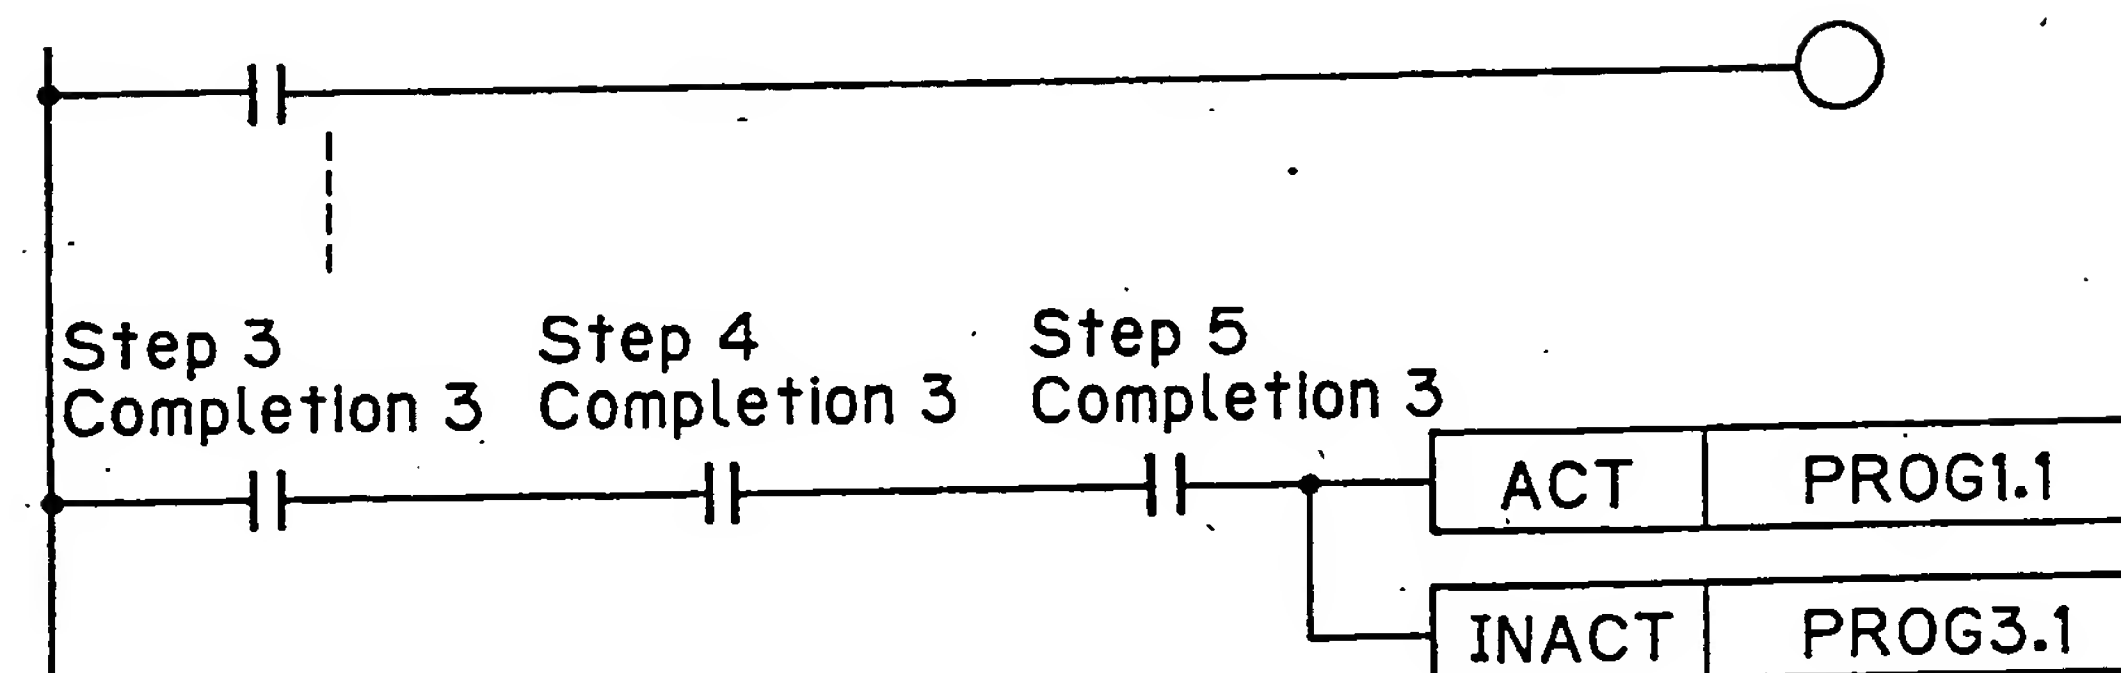 Step 3
Completion 3
Step 4
Completion 3
Step 5
Completion 3
ACT PROG1.1
INACT PROG3.1